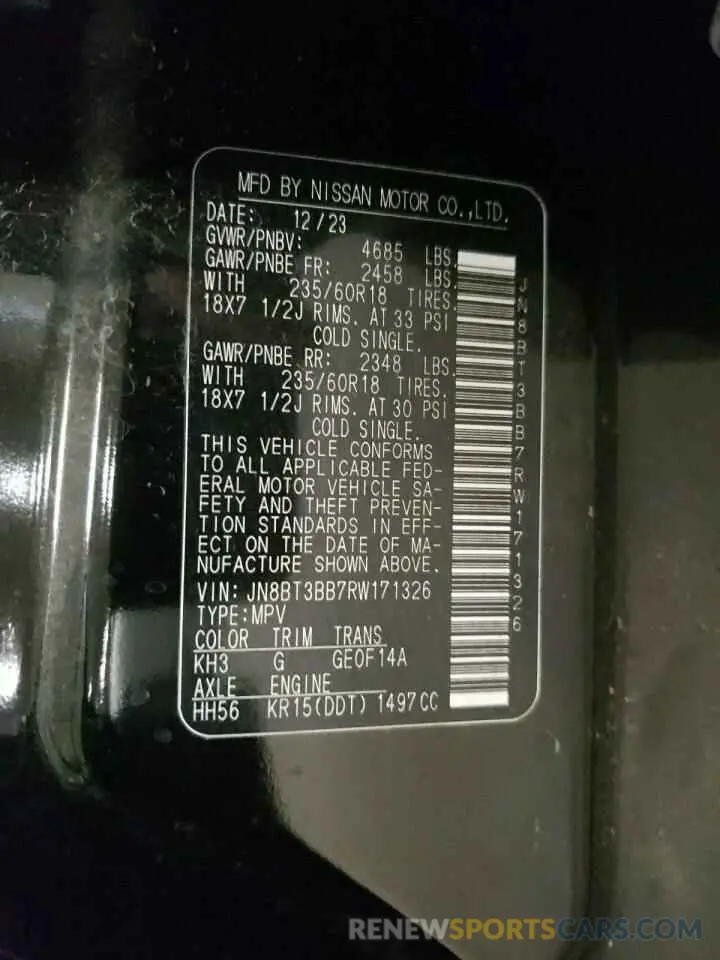 MFD BY NISSAN MOTOR CO.,LTD.
DATE: 12/23
GVWR/PNBV: 4685 LBS.
GAWR/PNBE FR: 2458 LBS.
WITH 235/60R18 TIRES.
18X7 1/2J RIMS. AT 33 PSI
COLD SINGLE.
GAWR/PNBE RR: 2348 LBS.
WITH 235/60R18 TIRES.
18X7 1/2J RIMS. AT 30 PSI
COLD SINGLE.
THIS VEHICLE CONFORMS
TO ALL APPLICABLE FED-
ERAL MOTOR VEHICLE SA-
FETY AND THEFT PREVEN-
TION STANDARDS IN EFF-
ECT ON THE DATE OF MA-
NUFACTURE SHOWN ABOVE.
VIN: JN8BT3BB7RW171326
TYPE:MPV
COLOR TRIM TRANS
KH3 G GE0F14A
AXLE ENGINE
HH56 KR15(DDT) 1497CC
JN8BT3BB7RW171326
RENEWSPORTSCARS.COM